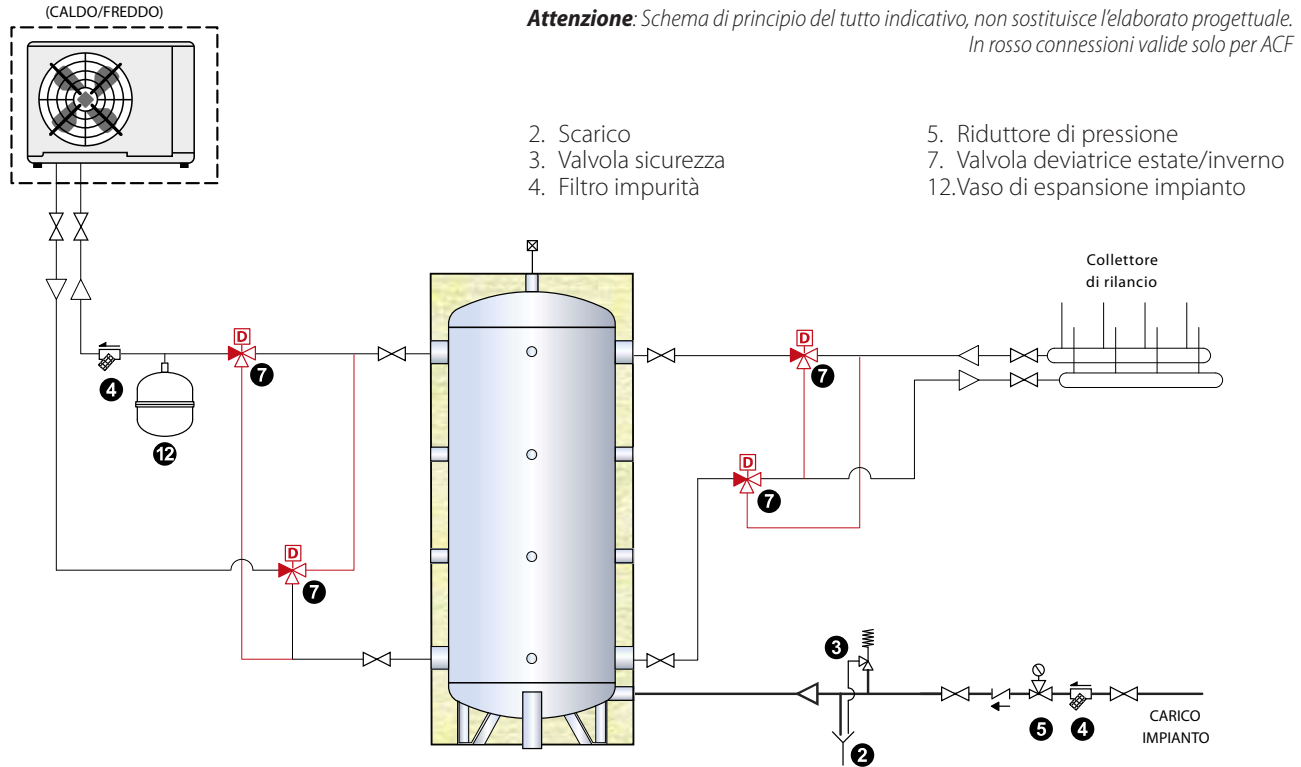 (CALDO/FREDDO)
Attenzione: Schema di principio del tutto indicativo, non sostituisce l'elaborato progettuale.
In rosso connessioni valide solo per ACF
2. Scarico
3. Valvola sicurezza
4. Filtro impurità
5. Riduttore di pressione
7. Valvola deviatrice estate/inverno
12.Vaso di espansione impianto
Collettore
di rilancio
D
7
4
12
D
7
D
7
D
7
3
2
5
4
CARICO
IMPIANTO